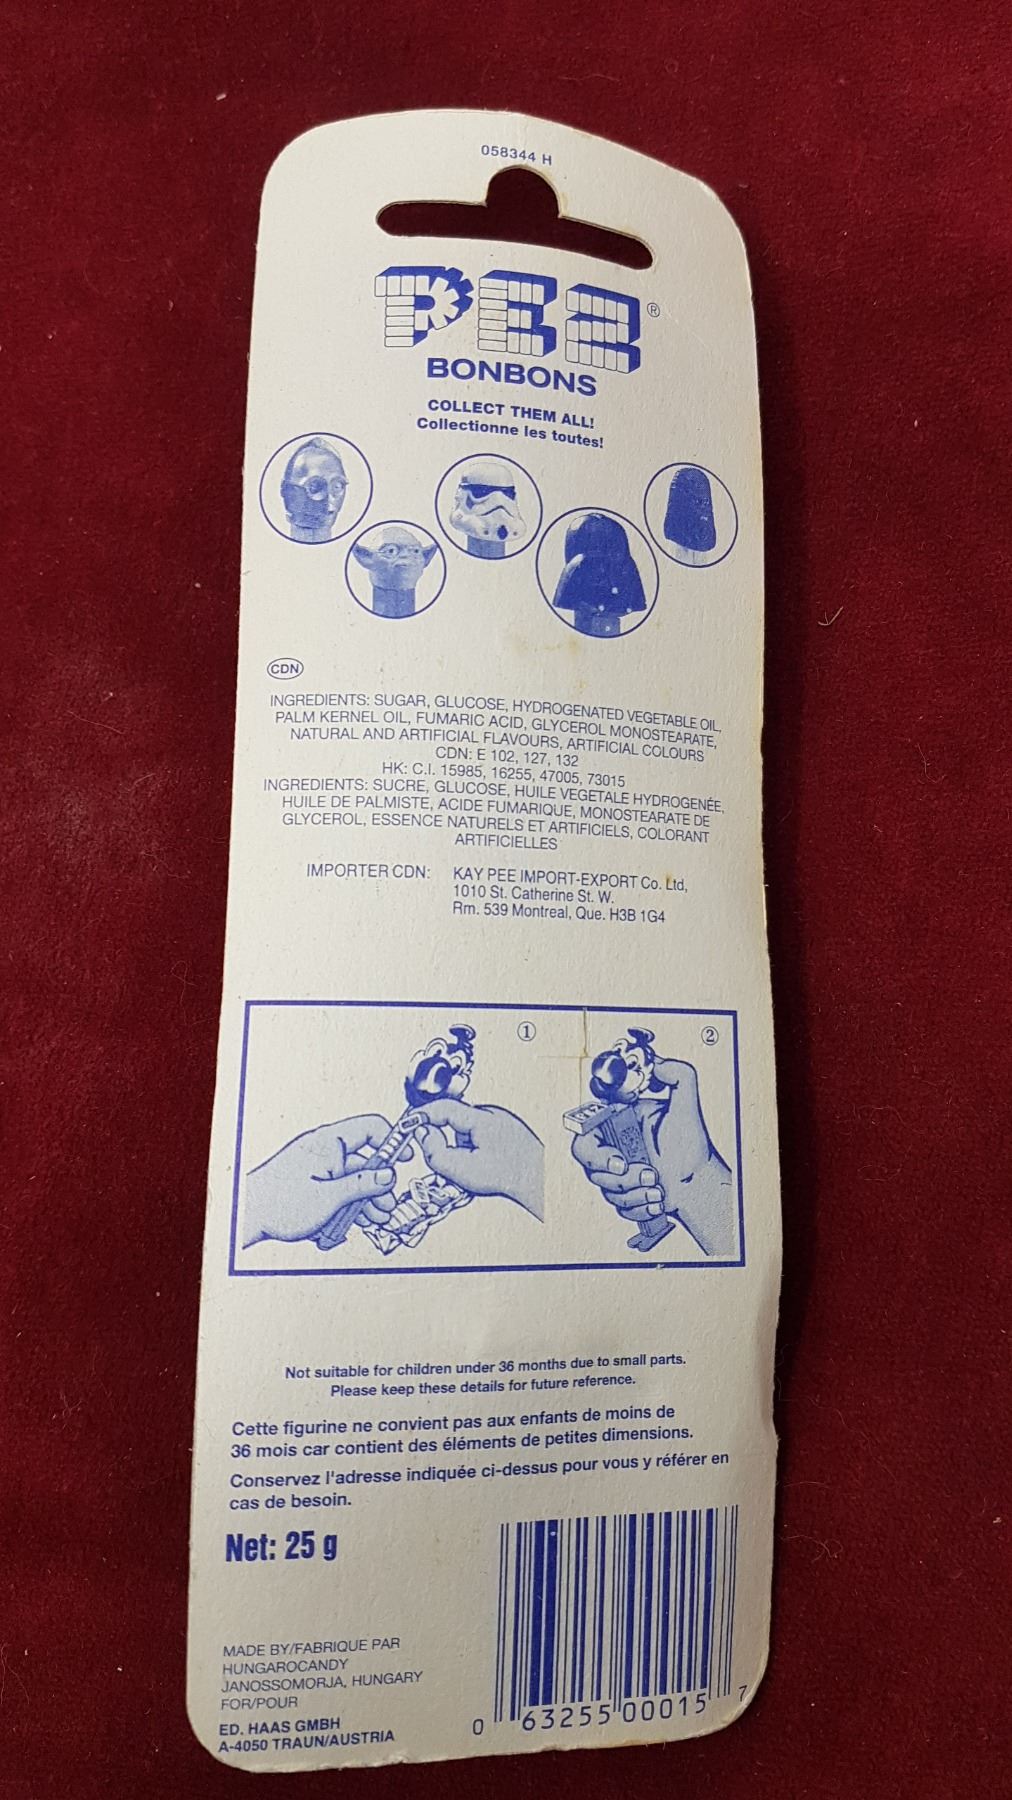 058344 H
PEZ®
BONBONS
COLLECT THEM ALL!
Collectionne les toutes!
CDN
INGREDIENTS: SUGAR, GLUCOSE, HYDROGENATED VEGETABLE OIL,
PALM KERNEL OIL, FUMARIC ACID, GLYCEROL MONOSTEARATE,
NATURAL AND ARTIFICIAL FLAVOURS, ARTIFICIAL COLOURS
CDN: E 102, 127, 132
HK: C.I. 15985, 16255, 47005, 73015
INGREDIENTS: SUCRE, GLUCOSE, HUILE VEGETALE HYDROGENÉE,
HUILE DE PALMISTE, ACIDE FUMARIQUE, MONOSTEARATE DE
GLYCEROL, ESSENCE NATURELS ET ARTIFICIELS, COLORANT
ARTIFICIELLES
IMPORTER CDN: KAY PEE IMPORT-EXPORT Co. Ltd,
1010 St. Catherine St. W.
Rm. 539 Montreal, Que. H3B 1G4
1 2
Not suitable for children under 36 months due to small parts.
Please keep these details for future reference.
Cette figurine ne convient pas aux enfants de moins de
36 mois car contient des éléments de petites dimensions.
Conservez l'adresse indiquée ci-dessus pour vous y référer en
cas de besoin.
Net: 25 g
MADE BY/FABRIQUE PAR
HUNGAROCANDY
JANOSSOMORJA, HUNGARY
FOR/POUR
ED. HAAS GMBH
A-4050 TRAUN/AUSTRIA
0 63255 00015 7